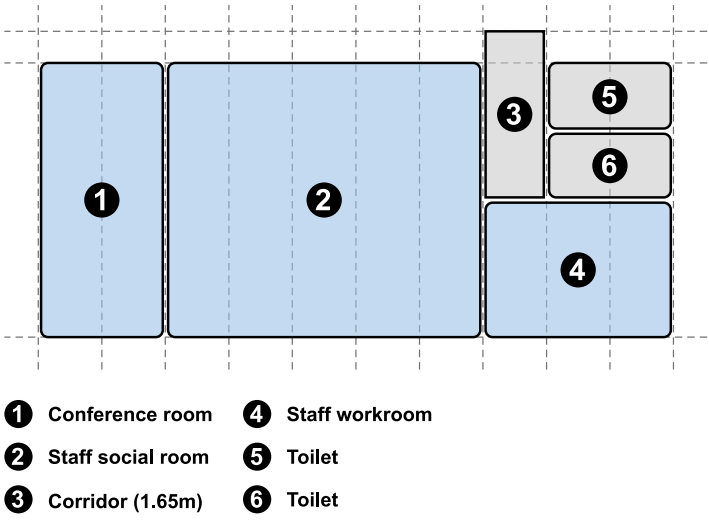 1
2
3
5
6
4
1 Conference room
2 Staff social room
3 Corridor (1.65m)
4 Staff workroom
5 Toilet
6 Toilet